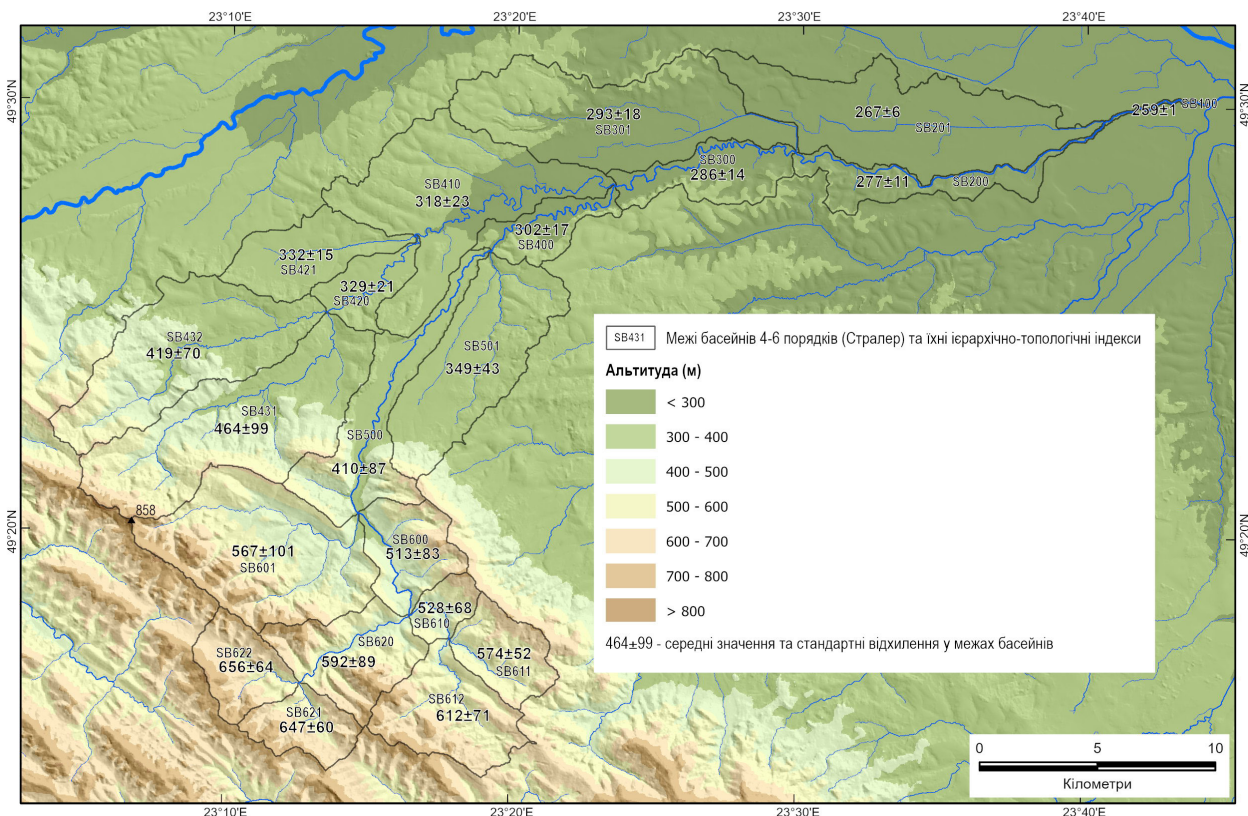 23°10'E
23°20'E
23°30'E
23°40'E
49°30'N
49°30'N
293±18
SB301
267±6
SB201
259±1
SB100
SB300
286±14
277±11
SB200
SB410
318±23
302±17
SB400
332±15
SB421
329±21
SB420
SB432
419±70
SB501
349±43
SB431
464±99
SB500
410±87
858
49°20'N
49°20'N
567±101
SB601
SB600
513±83
528±68
SB610
SB620
592±89
574±52
SB611
SB622
656±64
SB612
612±71
SB621
647±60
SB431 Межі басейнів 4-6 порядків (Стралер) та їхні ієрархічно-топологічні індекси
Альтитуда (м)
< 300
300 - 400
400 - 500
500 - 600
600 - 700
700 - 800
> 800
464±99 - середні значення та стандартні відхилення у межах басейнів
0 5 10
Кілометри
23°10'E
23°20'E
23°30'E
23°40'E